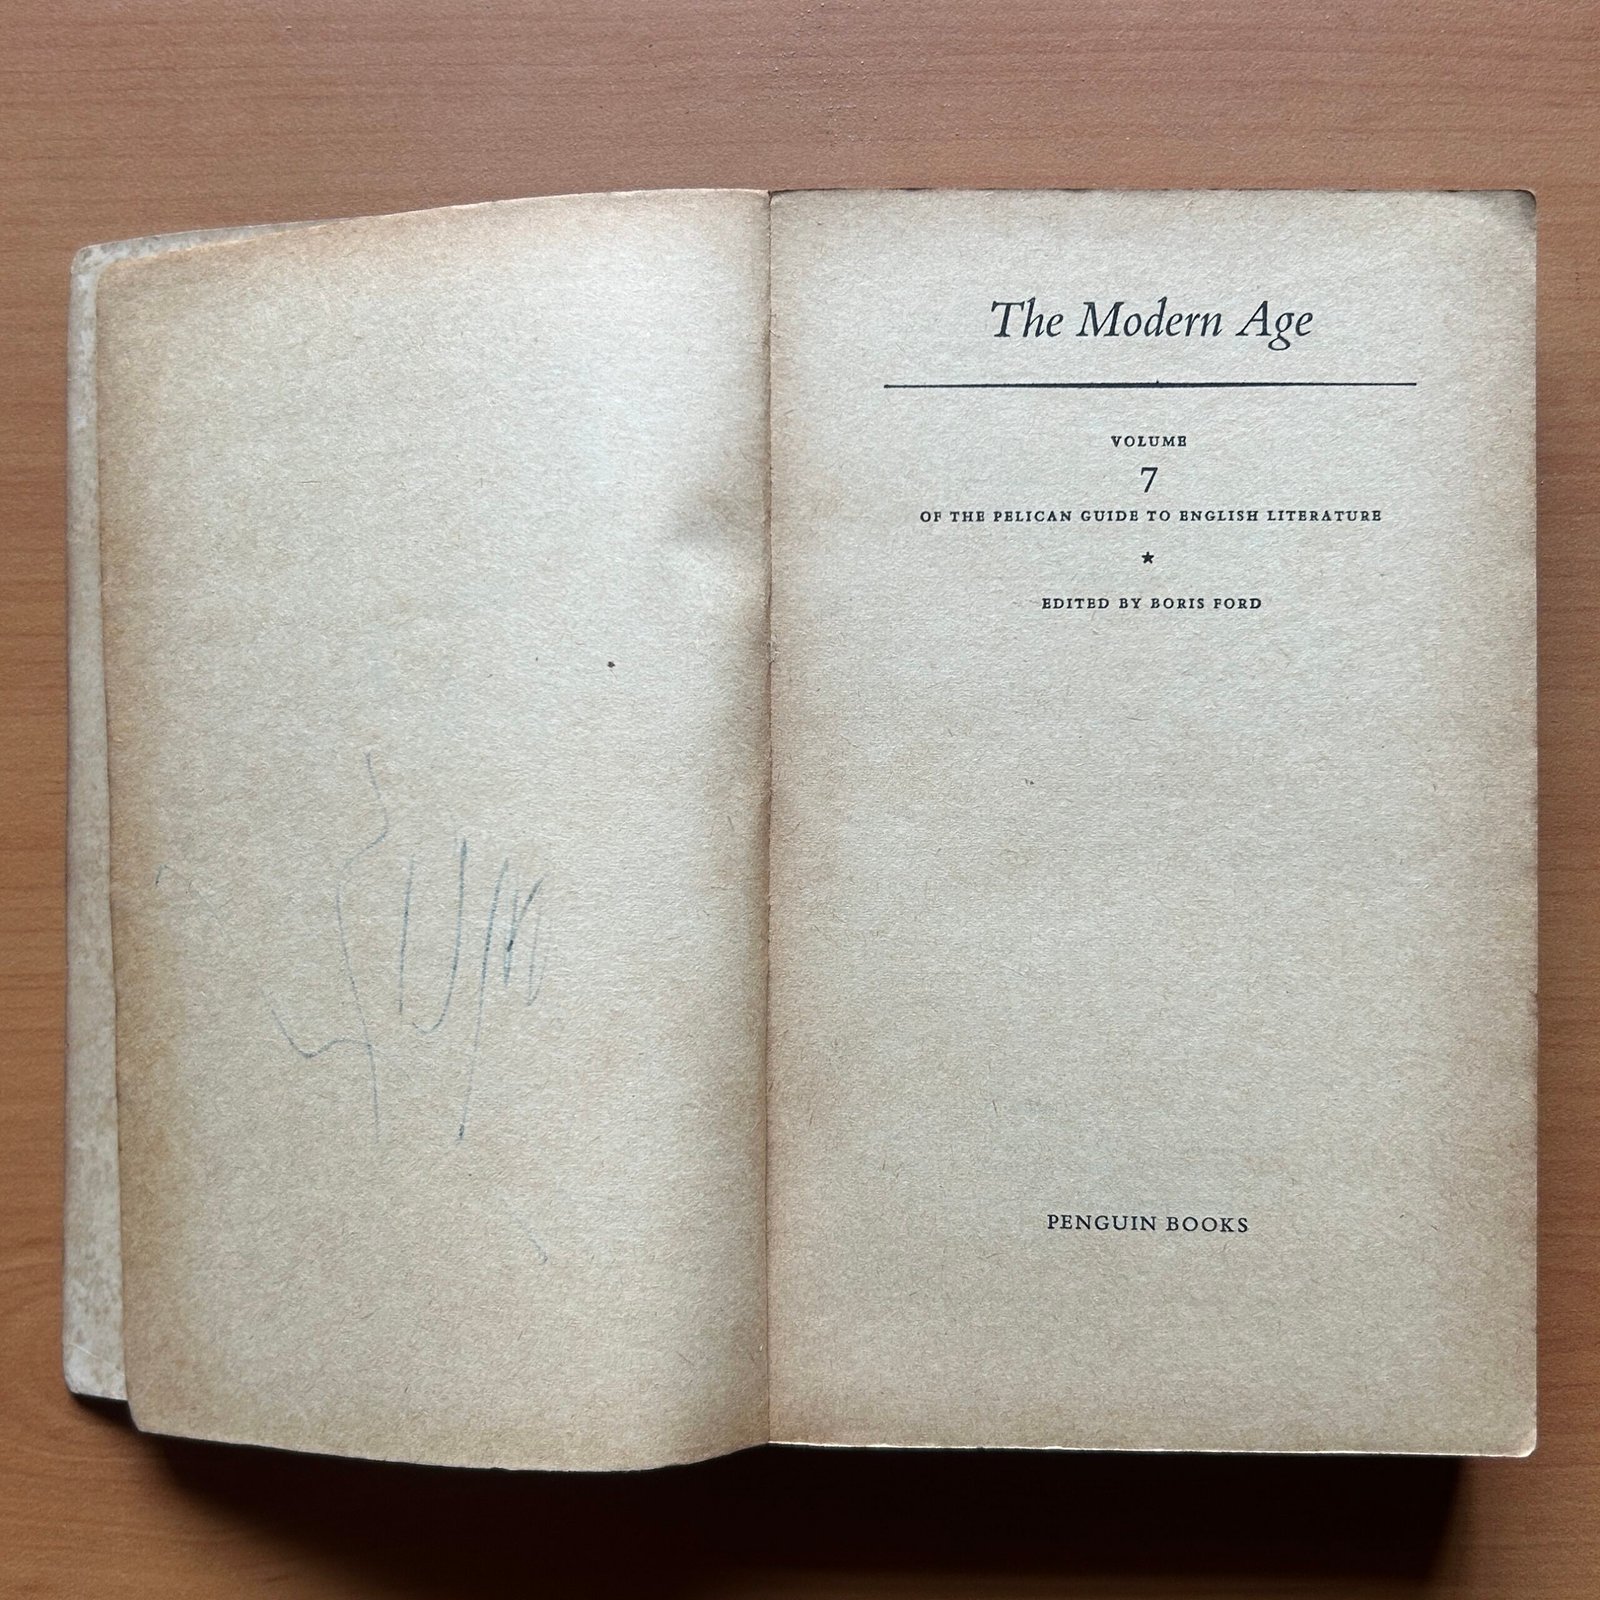 The Modern Age
VOLUME
7
OF THE PELICAN GUIDE TO ENGLISH LITERATURE
★
EDITED BY BORIS FORD
PENGUIN BOOKS